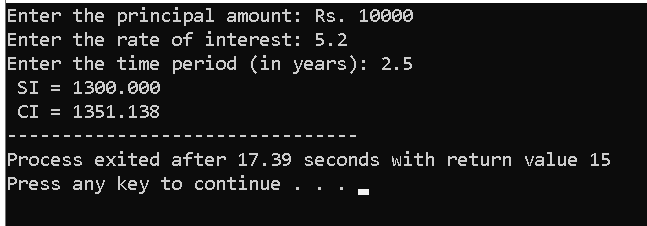 Enter the principal amount: Rs. 10000
Enter the rate of interest: 5.2
Enter the time period (in years): 2.5
 SI = 1300.000
 CI = 1351.138
--------------------------------
Process exited after 17.39 seconds with return value 15
Press any key to continue . . .